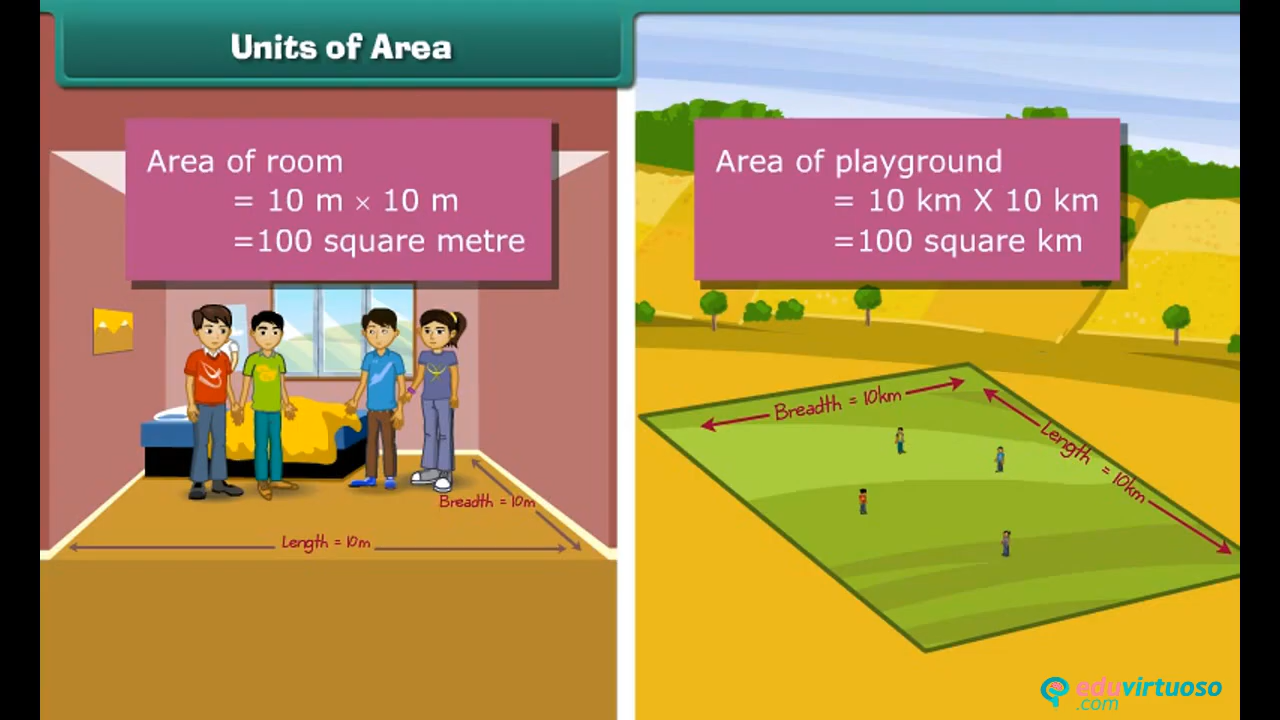 Units of Area
Area of room
= 10 m × 10 m
=100 square metre
Breadth = 10m
Length = 10m
Area of playground
= 10 km X 10 km
=100 square km
Breadth = 10km
Length = 10km
eduvirtuoso
.com